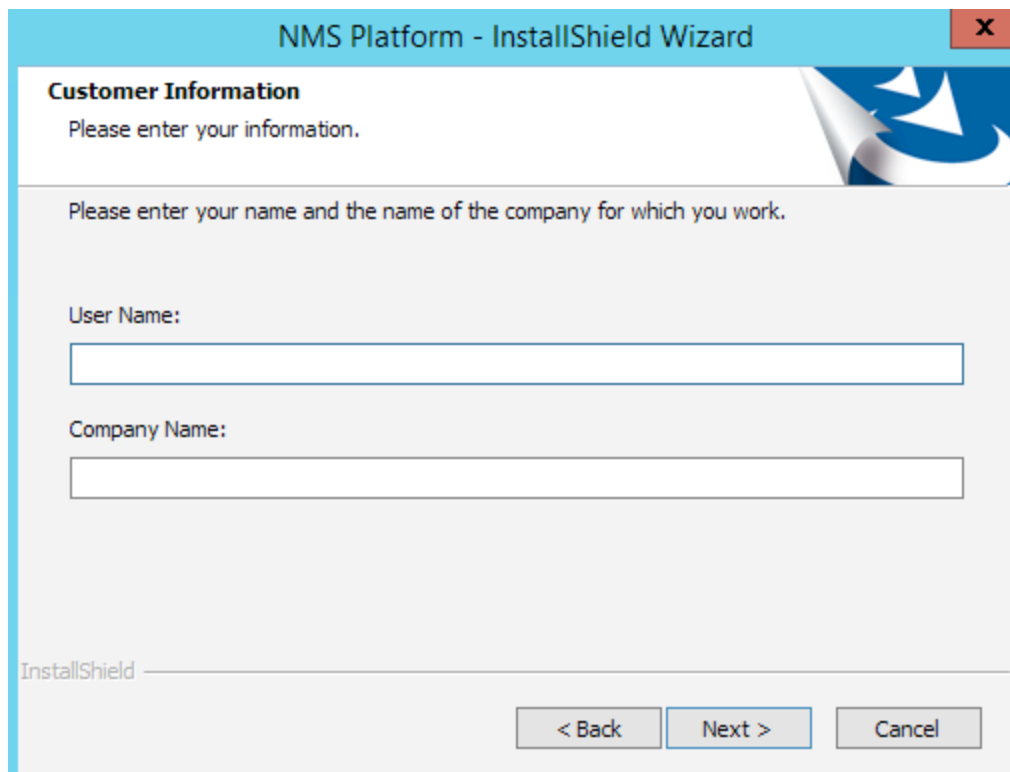 NMS Platform - InstallShield Wizard
x
Customer Information
Please enter your information.
Please enter your name and the name of the company for which you work.
User Name:
Company Name:
InstallShield
< Back Next > Cancel